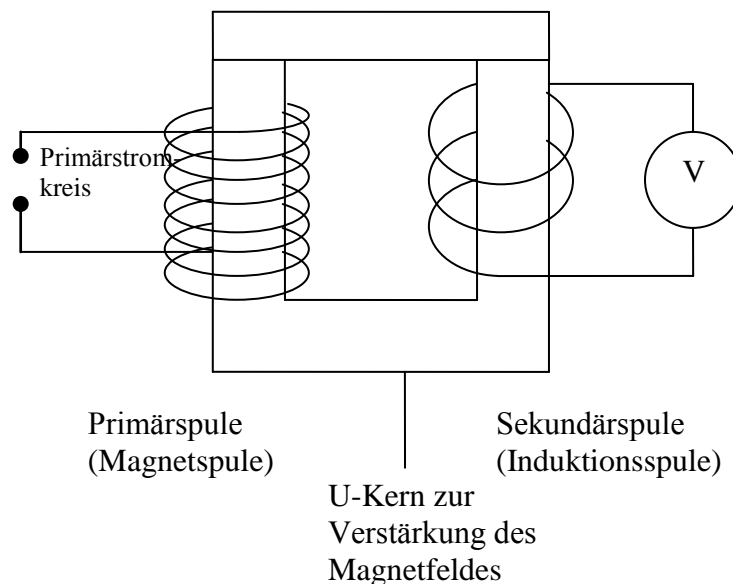 Primärstrom-
kreis
V
Primärspule
(Magnetspule)
Sekundärspule
(Induktionsspule)
U-Kern zur
Verstärkung des
Magnetfeldes